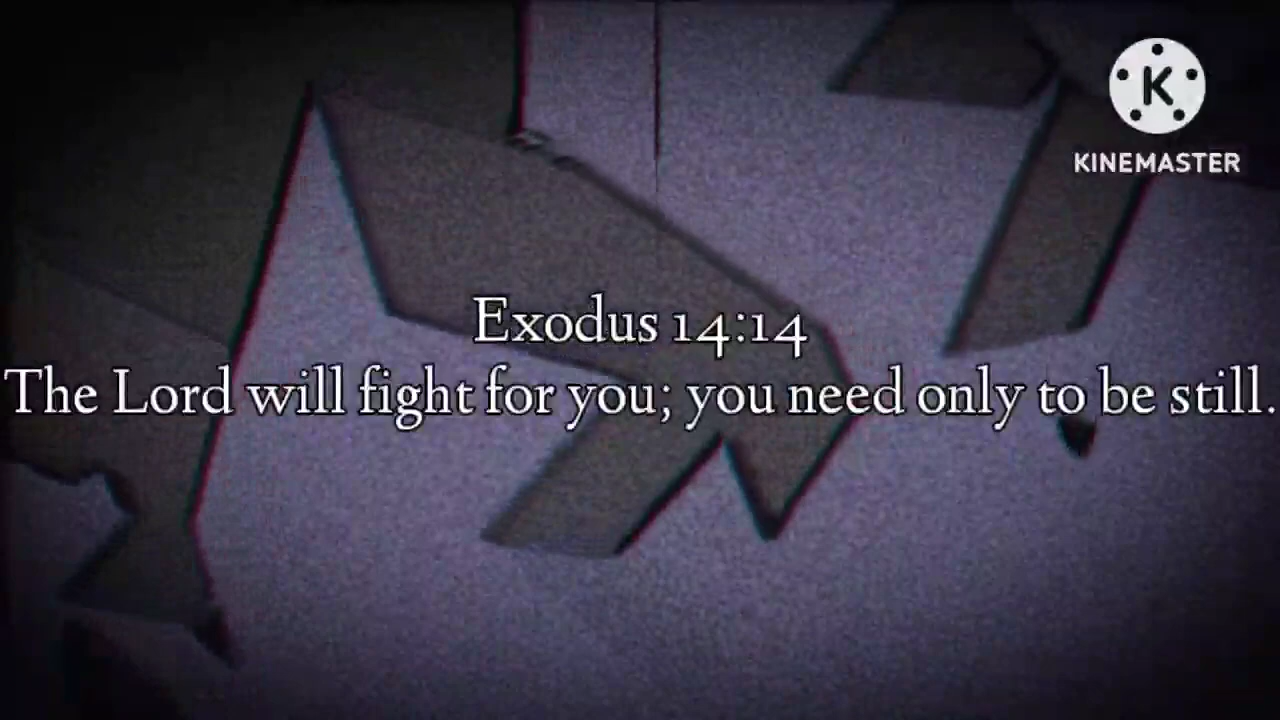 K
KINEMASTER
Exodus 14:14
The Lord will fight for you; you need only to be still.